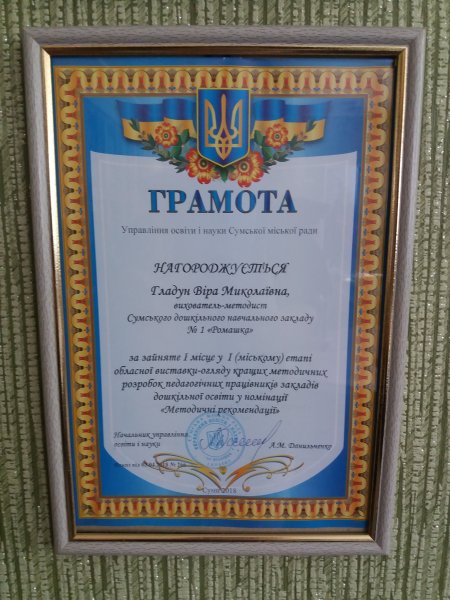 ГРАМОТА
Управління освіти і науки Сумської міської ради
НАГОРОДЖУЄТЬСЯ
Гладун Віра Миколаївна,
вихователь-методист
Сумського дошкільного навчального закладу
№ 1 «Ромашка»
за зайняте І місце у І (міському) етапі
обласної виставки-огляду кращих методичних
розробок педагогічних працівників закладів
дошкільної освіти у номінації
«Методичні рекомендації»
Начальник управління
освіти і науки
А.М. Данильченко
Суми 2018